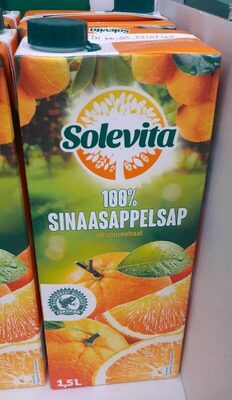 Solevita
100%
SINAASAPPELSAP
uit concentraat
1,5L